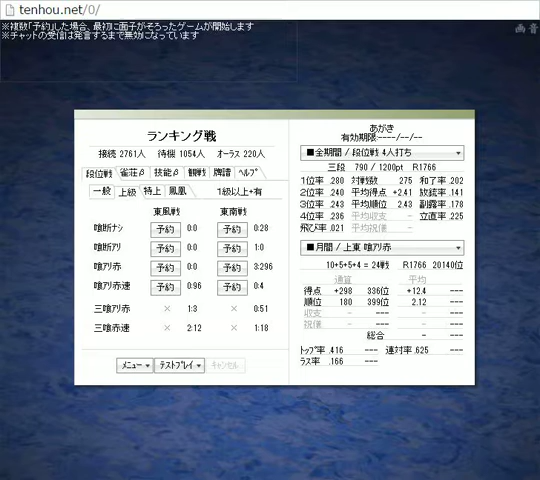 tenhou.net/0/
※複数「予約」した場合、最初に面子がそろったゲームが開始します
※チャットの受信は発言するまで無効になっています
画 音
ランキング戦
接続 2761人 待機 1054人 オーラス 220人
段位戦 雀荘β 技能β 観戦 牌譜 ヘルプ
一般 上級 特上 鳳凰 1級以上+有
東風戦 東南戦
喰断ナシ 予約 0:0 予約 0:28
喰断アリ 予約 0:0 予約 1:0
喰アリ赤 予約 0:0 予約 3:296
喰アリ赤速 予約 0:96 予約 0:4
三喰アリ赤 × 1:3 × 0:51
三喰赤速 × 2:12 × 1:18
メニュー▼ テストプレイ▼ キャンセル
あがき
有効期限:----/--/--
■全期間 / 段位戦 4人打ち
三段 790 / 1200pt R1766
1位率 .280 対戦数 275 和了率 .202
2位率 .240 平均得点 +2.41 放銃率 .141
3位率 .243 平均順位 2.43 副露率 .178
4位率 .236 平均収支 - 立直率 .225
飛び率 .021 平均祝儀 -
■月間 / 上東 喰アリ赤
10+5+5+4 = 24戦 R1766 20140位
通算 平均
得点 +298 336位 +12.4 ---
順位 180 399位 2.12 ---
収支 - --- - ---
祝儀 - --- - ---
総合 - ---
トップ率 .416 --- 連対率 .625 ---
ラス率 .166 ---